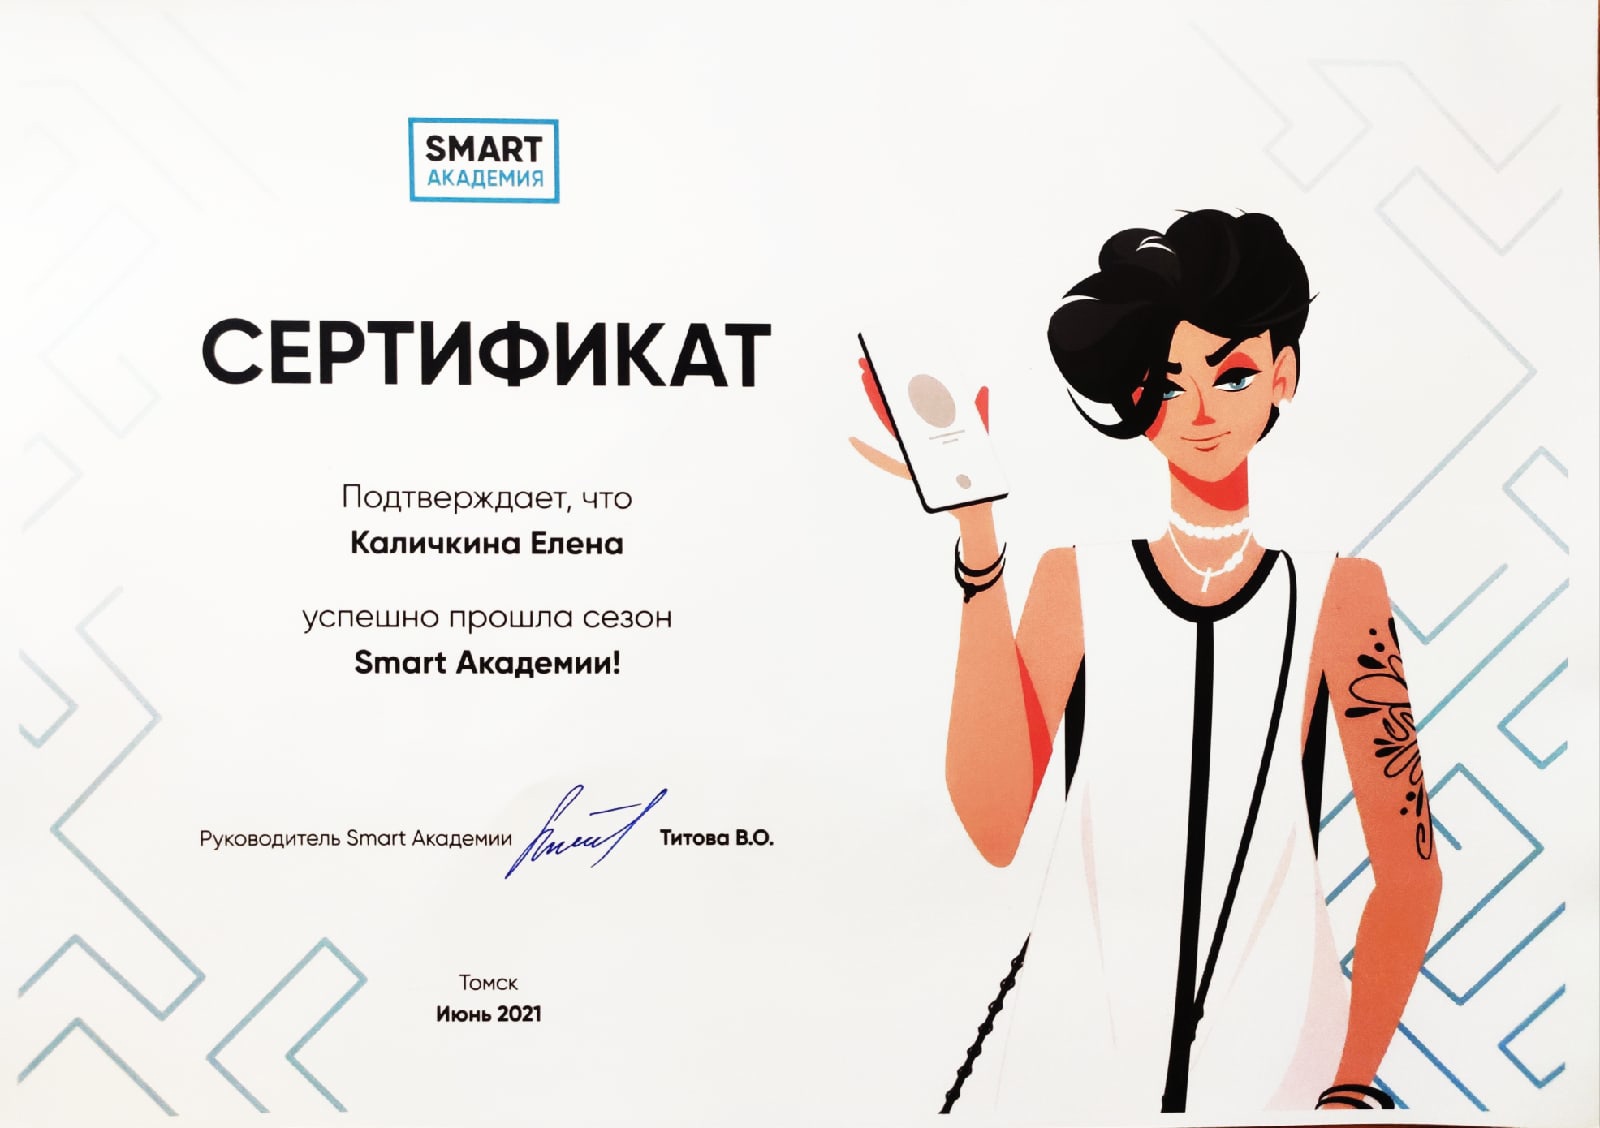 SMART
АКАДЕМИЯ
СЕРТИФИКАТ
Подтверждает, что
Каличкина Елена
успешно прошла сезон
Smart Академии!
Руководитель Smart Академии Титова В.О.
Томск
Июнь 2021